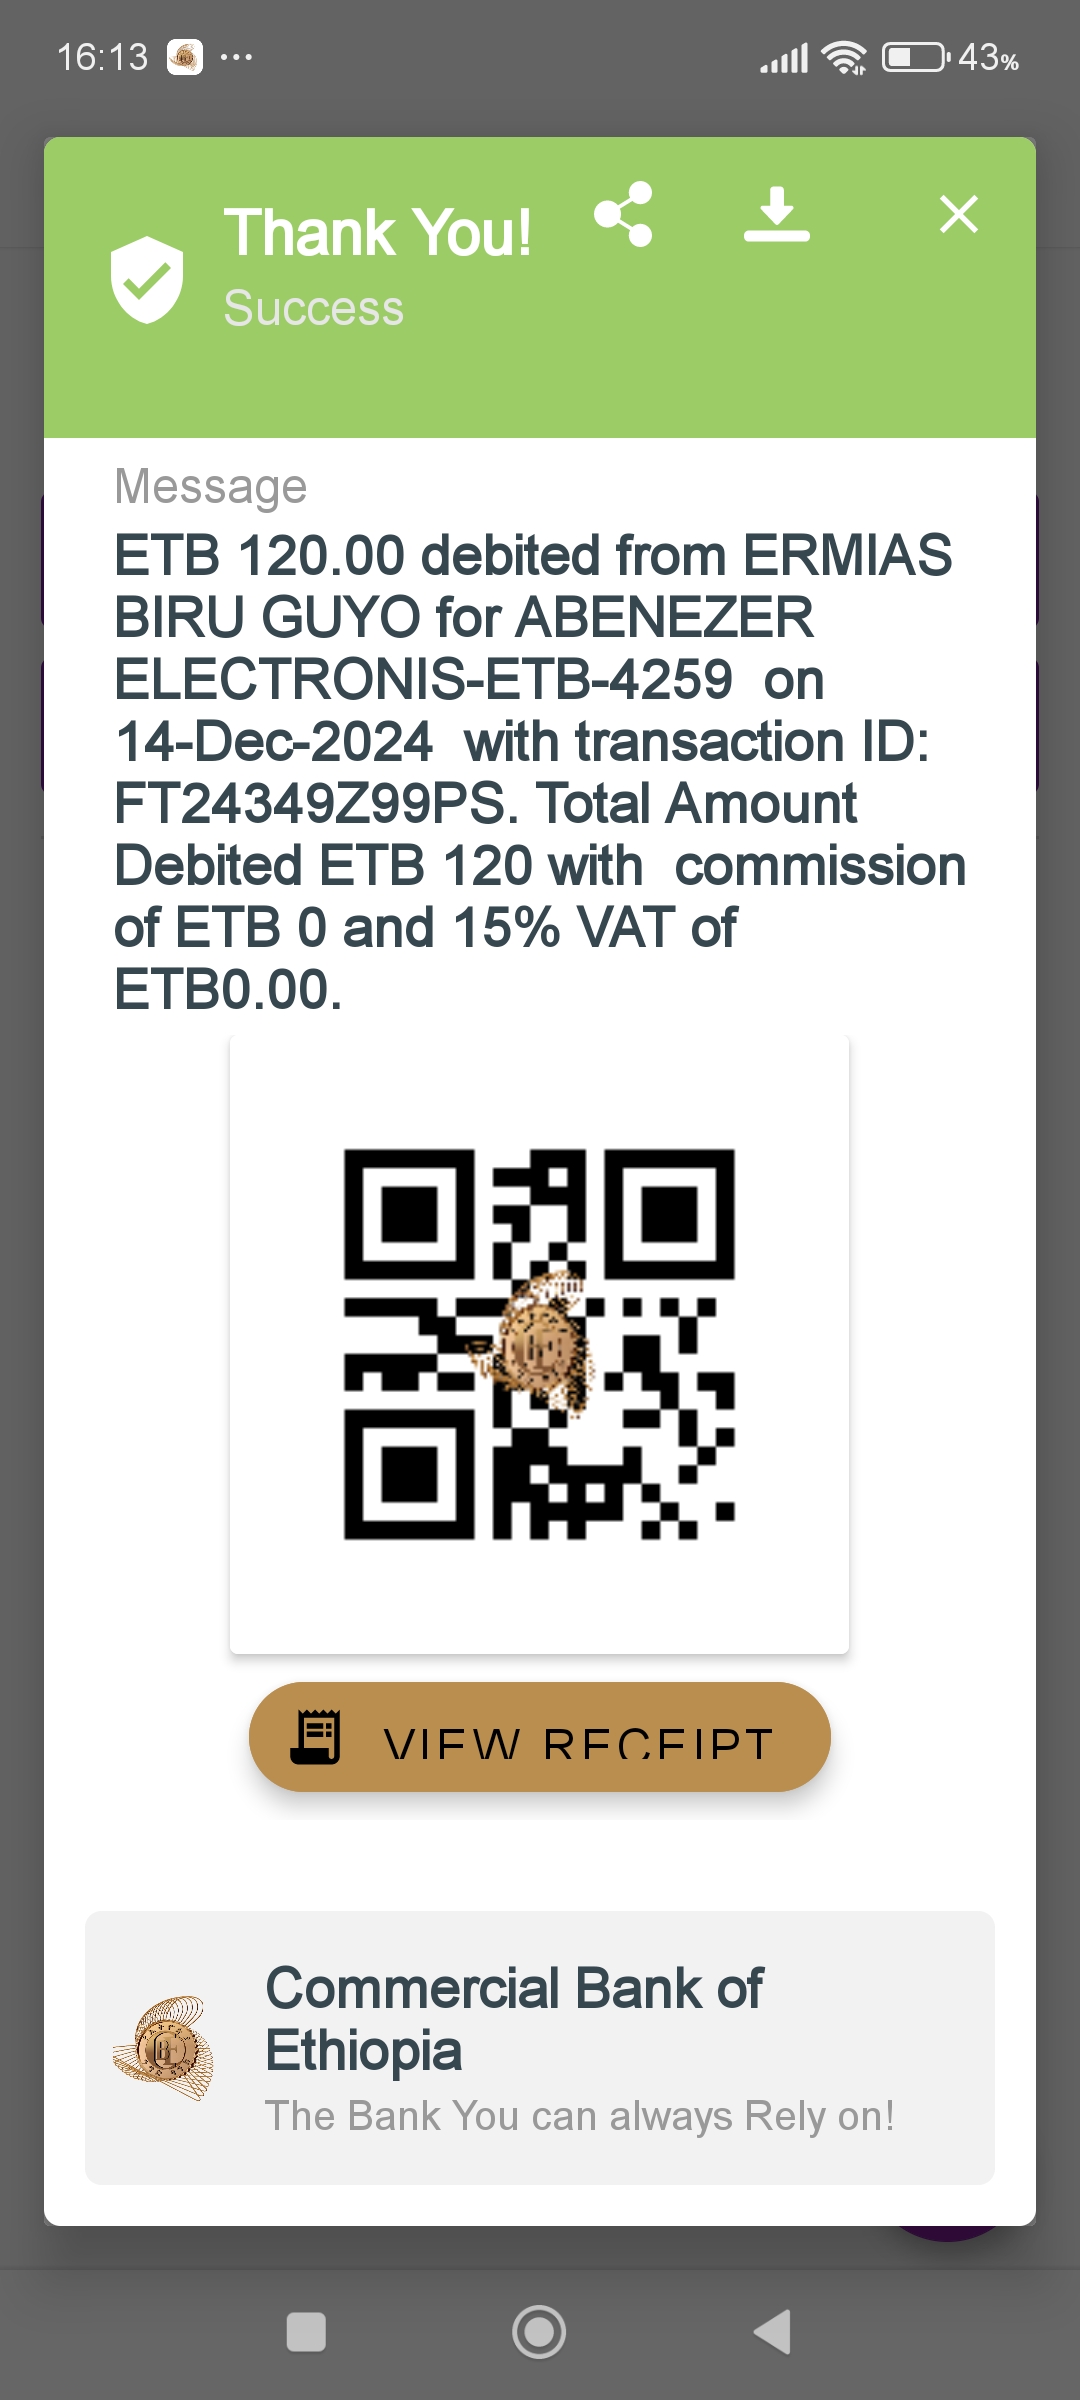 16:13
43%
Thank You!
Success
Message
ETB 120.00 debited from ERMIAS
BIRU GUYO for ABENEZER
ELECTRONIS-ETB-4259  on
14-Dec-2024  with transaction ID:
FT24349Z99PS. Total Amount
Debited ETB 120 with  commission
of ETB 0 and 15% VAT of
ETB0.00.
VIEW RECEIPT
Commercial Bank of
Ethiopia
The Bank You can always Rely on!